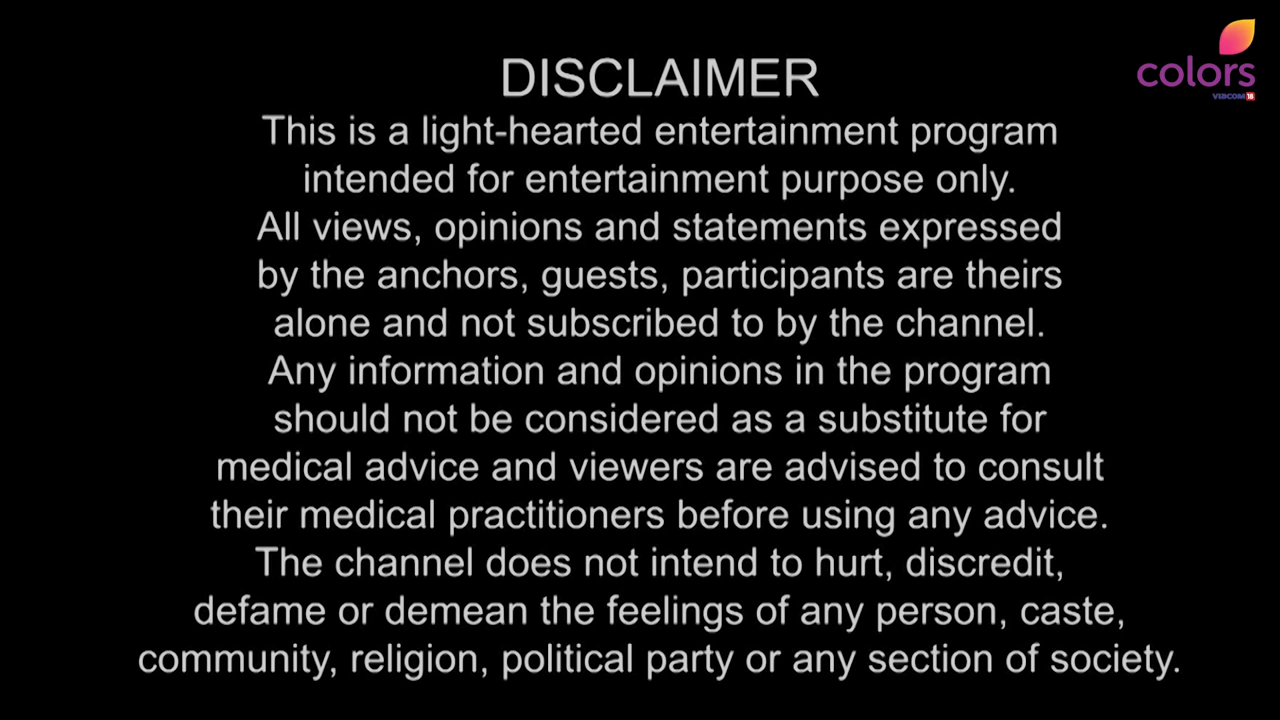 colors
VIACOM18
DISCLAIMER
This is a light-hearted entertainment program
intended for entertainment purpose only.
All views, opinions and statements expressed
by the anchors, guests, participants are theirs
alone and not subscribed to by the channel.
Any information and opinions in the program
should not be considered as a substitute for
medical advice and viewers are advised to consult
their medical practitioners before using any advice.
The channel does not intend to hurt, discredit,
defame or demean the feelings of any person, caste,
community, religion, political party or any section of society.